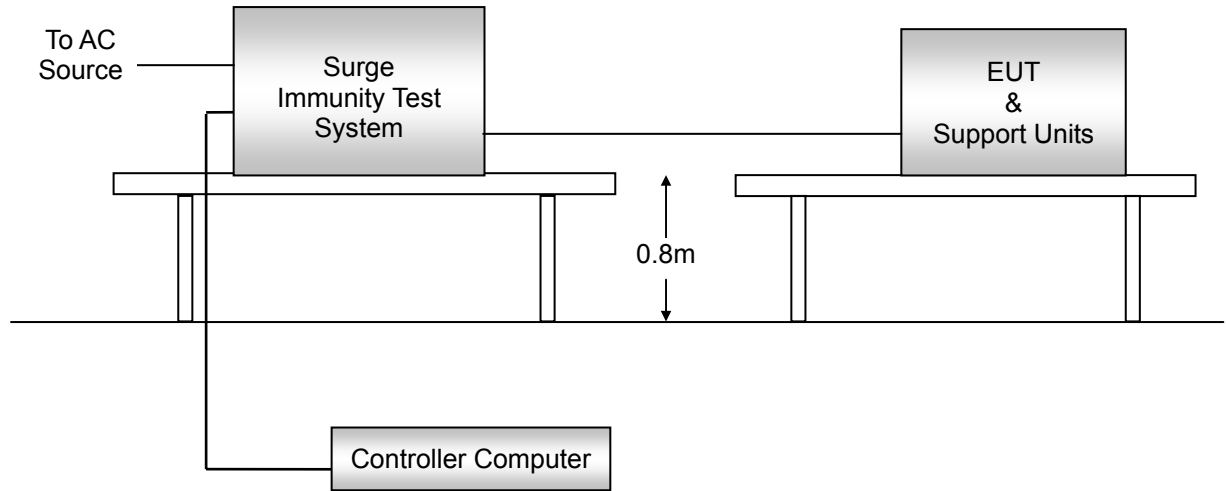 To AC
Source
Surge
Immunity Test
System
EUT
&
Support Units
0.8m
Controller Computer